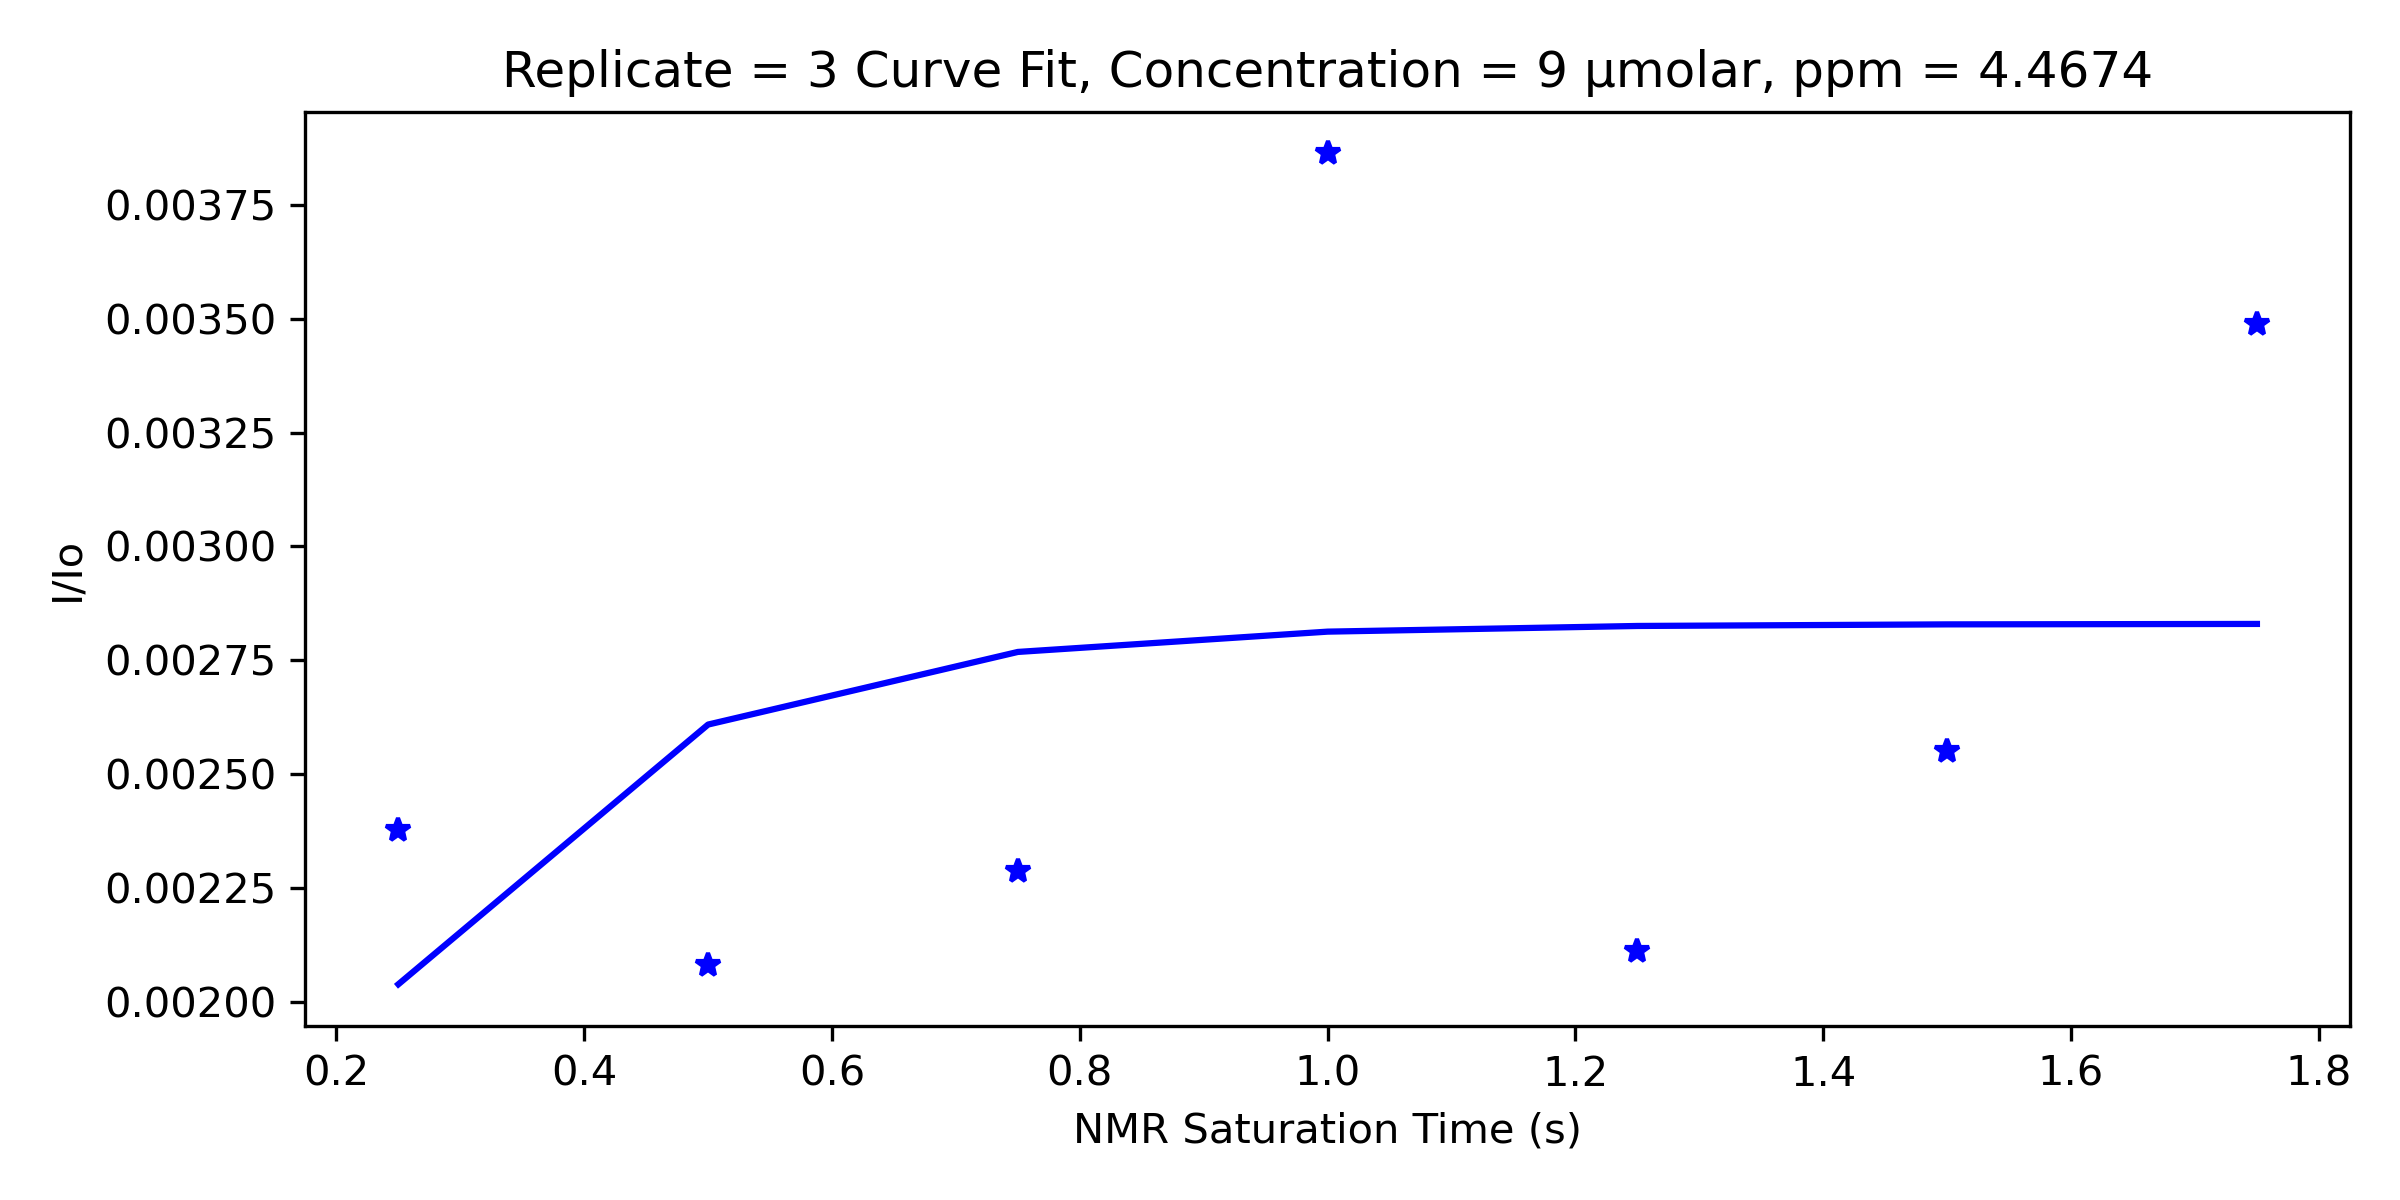 Replicate = 3 Curve Fit, Concentration = 9 µmolar, ppm = 4.4674
0.00375
0.00350
0.00325
0.00300
0.00275
0.00250
0.00225
0.00200
I/Io
0.2 0.4 0.6 0.8 1.0 1.2 1.4 1.6 1.8
NMR Saturation Time (s)